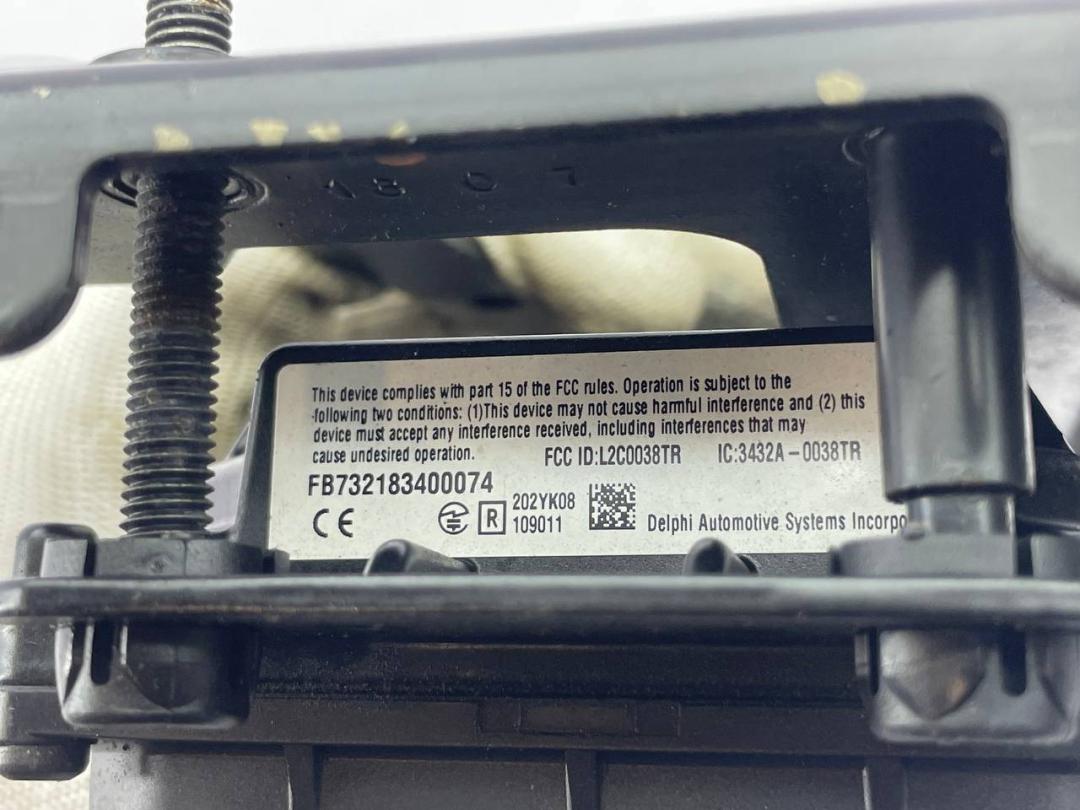 18 0 7
This device complies with part 15 of the FCC rules. Operation is subject to the
following two conditions: (1)This device may not cause harmful interference and (2) this
device must accept any interference received, including interferences that may
cause undesired operation.
FCC ID:L2C0038TR IC:3432A-0038TR
FB732183400074
CE R 202YK08
109011
Delphi Automotive Systems Incorpo